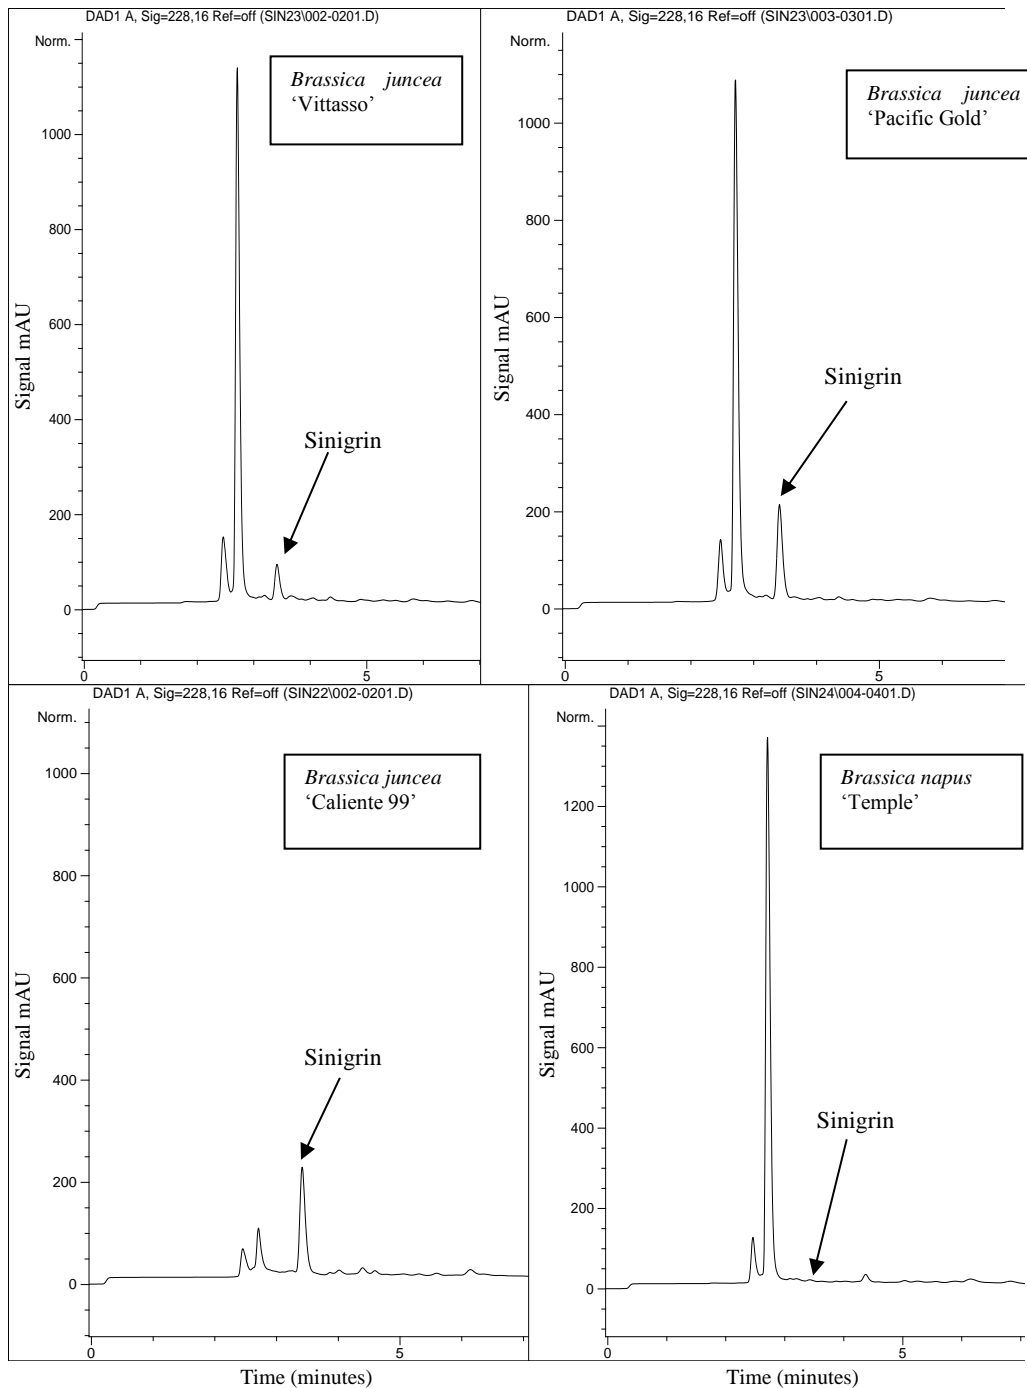 DAD1 A, Sig=228,16 Ref=off (SIN23\002-0201.D)
Norm.
Brassica juncea
‘Vittasso’
1000
800
600
400
200
0
Signal mAU
Sinigrin
0
5
DAD1 A, Sig=228,16 Ref=off (SIN23\003-0301.D)
Norm.
Brassica juncea
‘Pacific Gold’
1000
800
600
400
200
0
Signal mAU
Sinigrin
0
5
DAD1 A, Sig=228,16 Ref=off (SIN22\002-0201.D)
Norm.
Brassica juncea
‘Caliente 99’
1000
800
600
400
200
0
Signal mAU
Sinigrin
0
5
Time (minutes)
DAD1 A, Sig=228,16 Ref=off (SIN24\004-0401.D)
Norm.
Brassica napus
‘Temple’
1200
1000
800
600
400
200
0
Signal mAU
Sinigrin
0
5
Time (minutes)